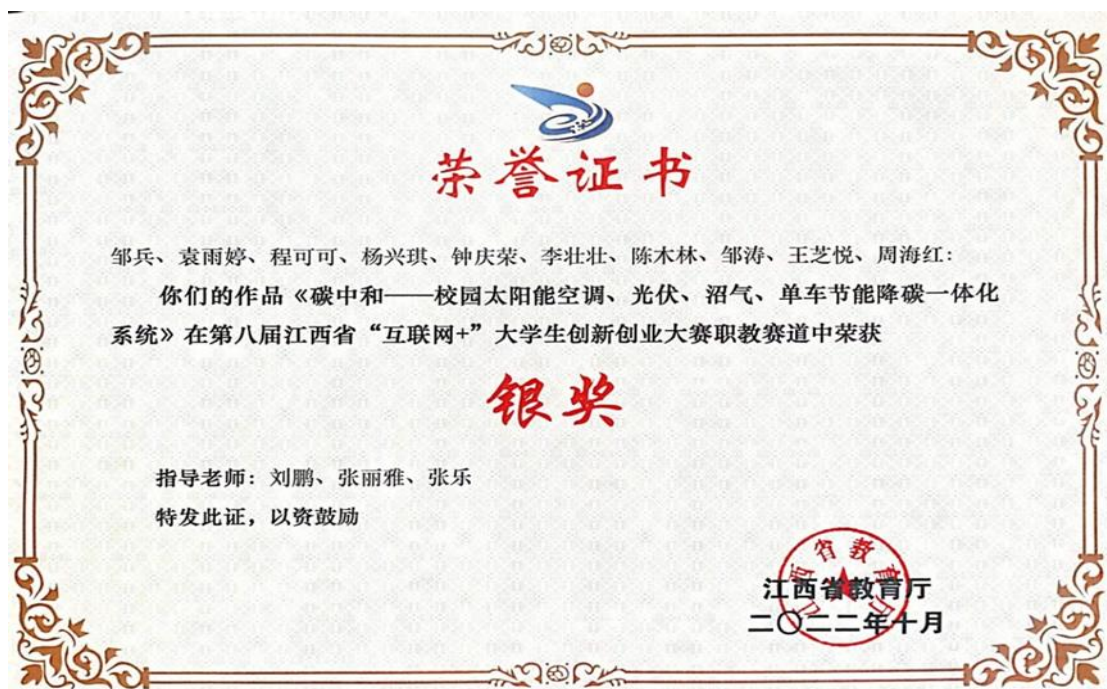 荣誉证书
邹兵、袁雨婷、程可可、杨兴琪、钟庆荣、李壮壮、陈木林、邹涛、王芝悦、周海红：
你们的作品《碳中和——校园太阳能空调、光伏、沼气、单车节能降碳一体化
系统》在第八届江西省“互联网+”大学生创新创业大赛职教赛道中荣获
银奖
指导老师：刘鹏、张丽雅、张乐
特发此证，以资鼓励
江西省教育厅
江西省教育厅
二〇二二年十月